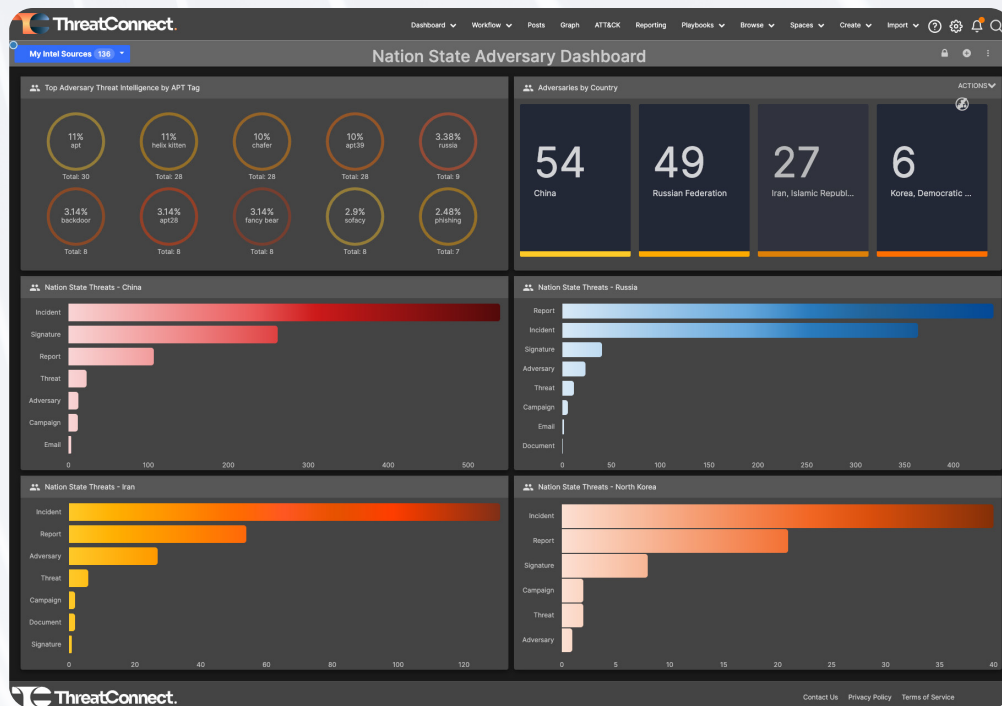 ThreatConnect.
Dashboard Workflow Posts Graph ATT&CK Reporting Playbooks Browse Spaces Create Import
My Intel Sources 136
Nation State Adversary Dashboard
Top Adversary Threat Intelligence by APT Tag
11% apt Total: 30
11% helix kitten Total: 28
10% chafer Total: 28
10% apt39 Total: 28
3.38% russia Total: 9
3.14% backdoor Total: 8
3.14% apt28 Total: 8
3.14% fancy bear Total: 8
2.9% sofacy Total: 8
2.48% phishing Total: 7
Adversaries by Country
ACTIONS
54 China
49 Russian Federation
27 Iran, Islamic Republ...
6 Korea, Democratic ...
Nation State Threats - China
Incident
Signature
Report
Threat
Adversary
Campaign
Email
0 100 200 300 400 500
Nation State Threats - Russia
Report
Incident
Signature
Adversary
Threat
Campaign
Email
Document
0 50 100 150 200 250 300 350 400
Nation State Threats - Iran
Incident
Report
Adversary
Threat
Campaign
Document
Signature
0 20 40 60 80 100 120
Nation State Threats - North Korea
Incident
Report
Signature
Campaign
Threat
Adversary
0 5 10 15 20 25 30 35 40
ThreatConnect.
Contact Us Privacy Policy Terms of Service